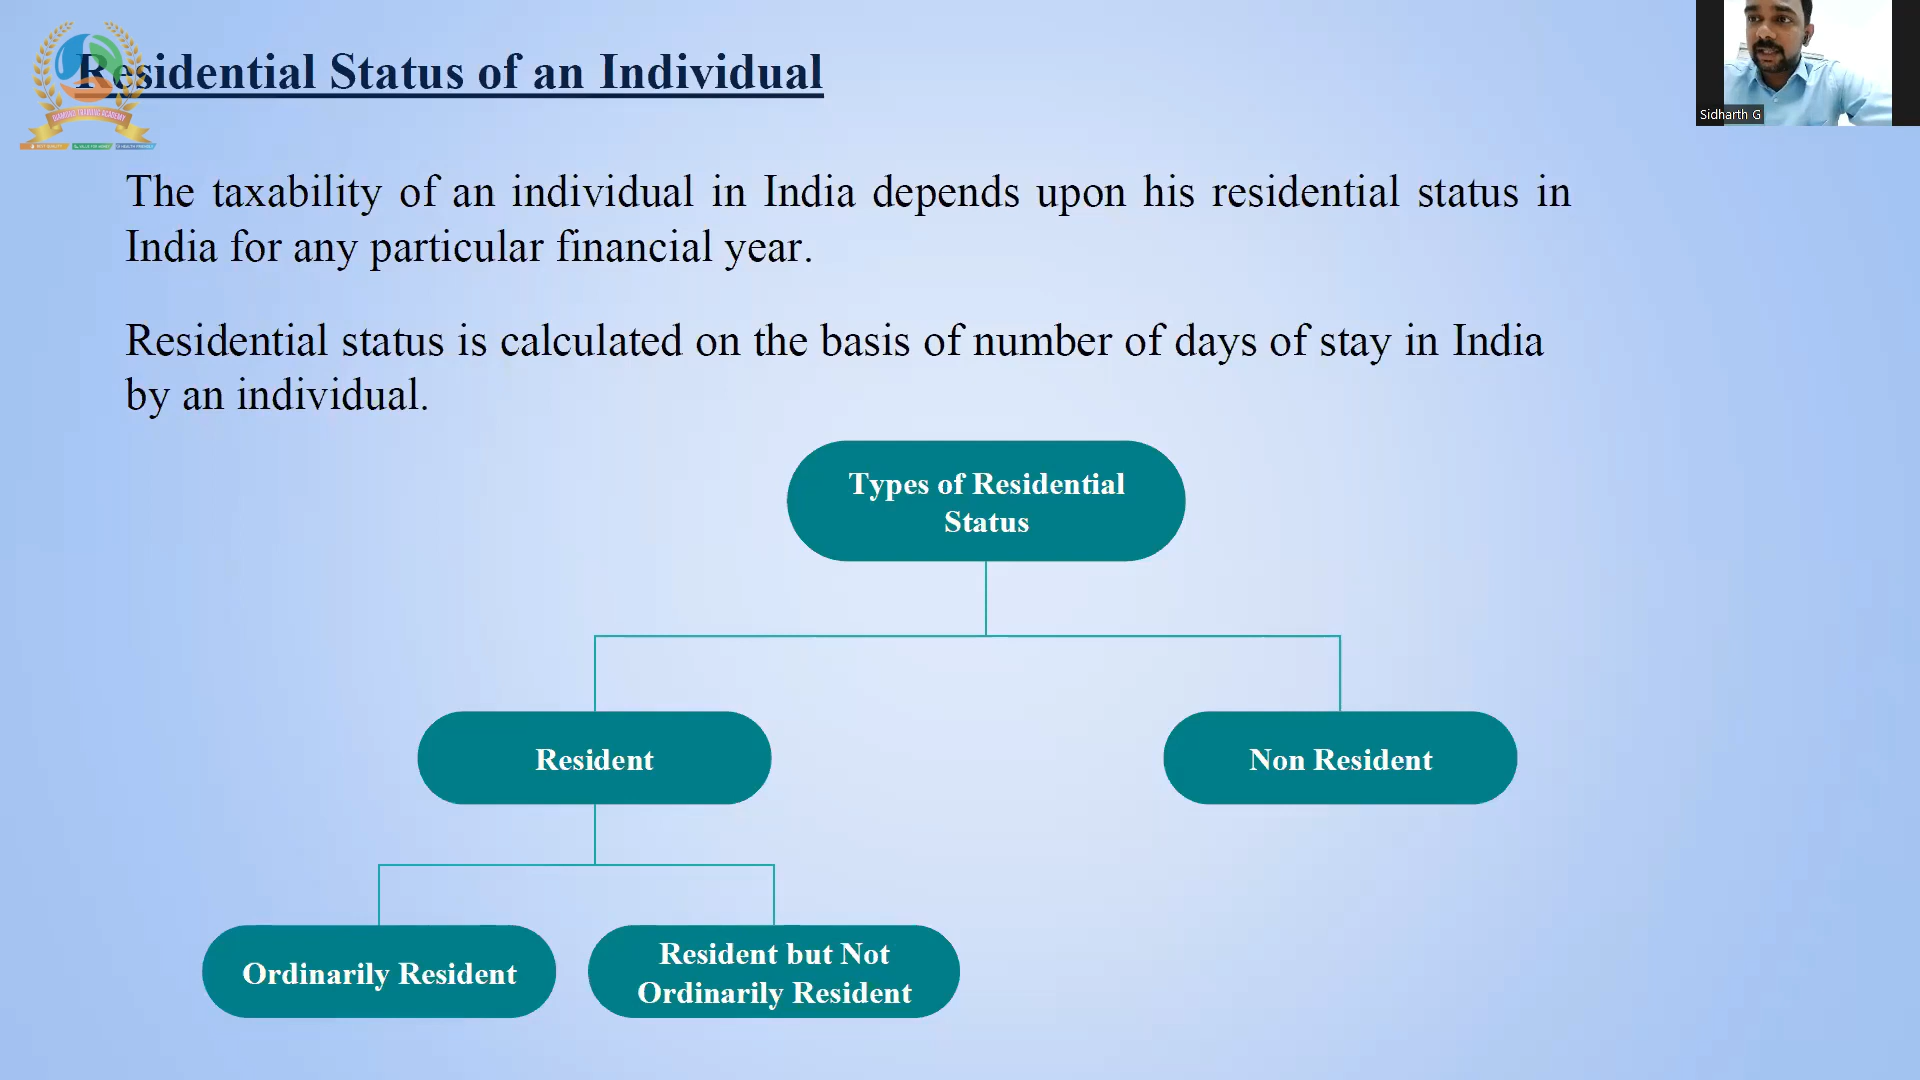 Residential Status of an Individual
DIAMOND TRAINING ACADEMY
Sidharth G
The taxability of an individual in India depends upon his residential status in
India for any particular financial year.
Residential status is calculated on the basis of number of days of stay in India
by an individual.
Types of Residential
Status
Resident
Non Resident
Ordinarily Resident
Resident but Not
Ordinarily Resident